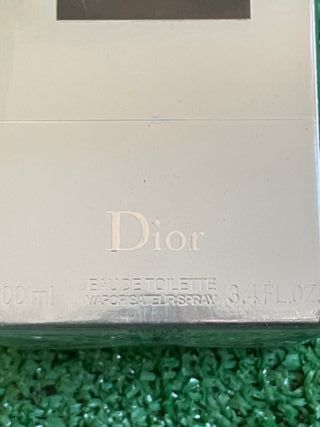 Dior
00 ml EAU DE TOILETTE 3.4 FL.OZ.
VAPORISATEUR SPRAY